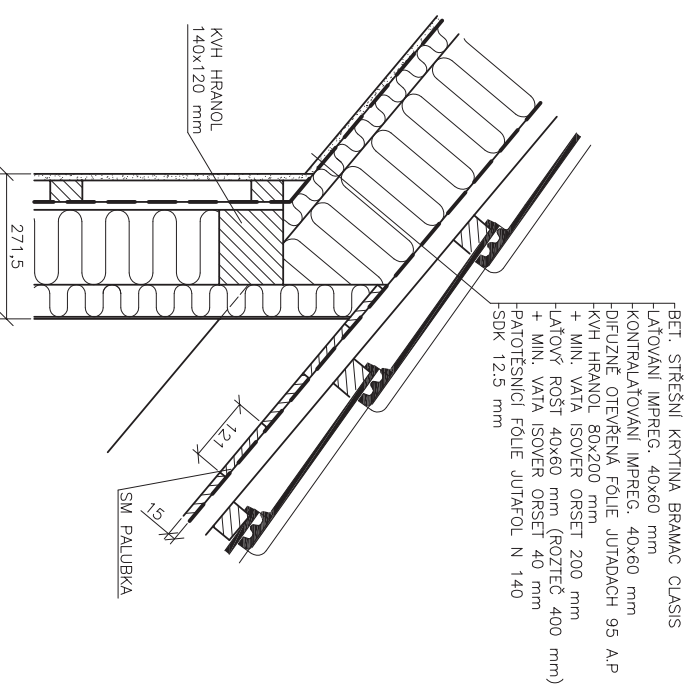 BET. STŘEŠNÍ KRYTINA BRAMAC CLASIS
LAŤOVÁNÍ IMPREG. 40x60 mm
KONTRALAŤOVÁNÍ IMPREG. 40x60 mm
DIFUZNĚ OTEVŘENÁ FÓLIE JUTADACH 95 A.P
KVH HRANOL 80x200 mm
+ MIN. VATA ISOVER ORSET 200 mm
LAŤOVÝ ROŠT 40x60 mm (ROZTEČ 400 mm)
+ MIN. VATA ISOVER ORSET 40 mm
PAROTĚSNÍCÍ FÓLIE JUTAFOL N 140
SDK 12.5 mm
KVH HRANOL
140x120 mm
271,5
121
15
SM PALUBKA